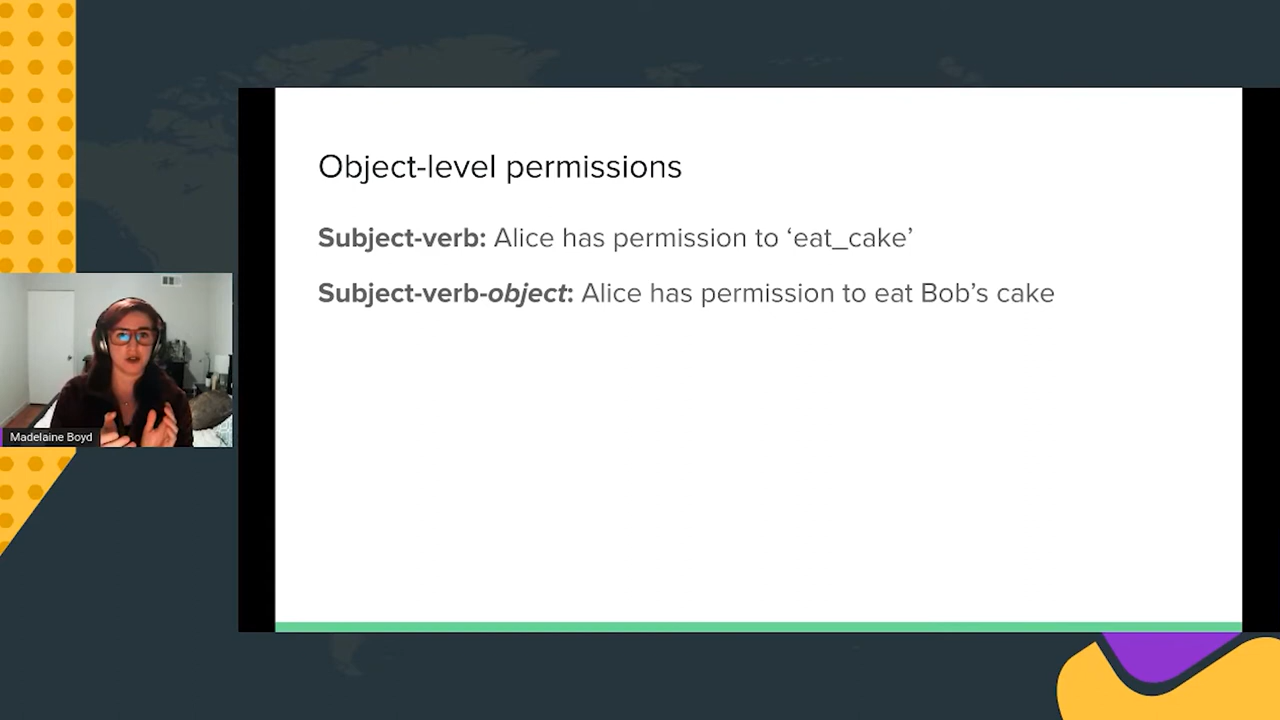 Object-level permissions
Subject-verb: Alice has permission to ‘eat_cake’
Subject-verb-object: Alice has permission to eat Bob’s cake
Madelaine Boyd